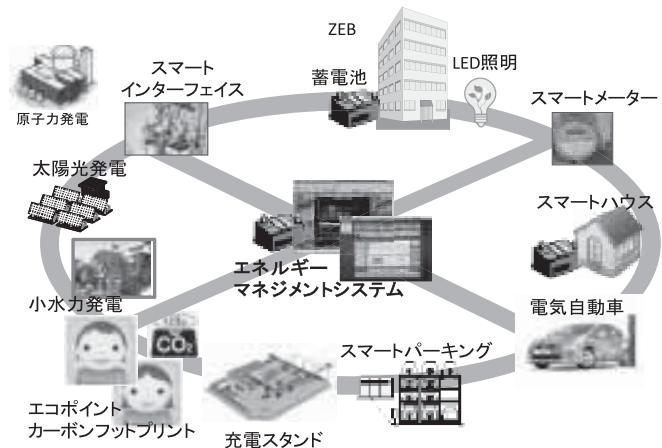 ZEB
スマート
インターフェイス
蓄電池
LED照明
スマートメーター
原子力発電
太陽光発電
スマートハウス
エネルギー
マネジメントシステム
小水力発電
電気自動車
CO₂
スマートパーキング
エコポイント
カーボンフットプリント
充電スタンド